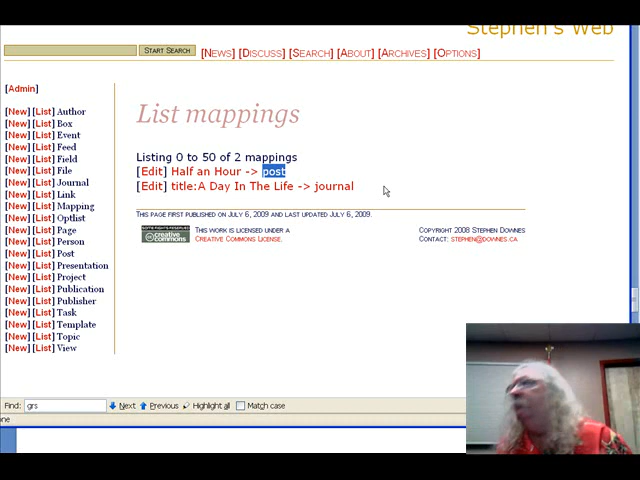 Stephen's Web
START SEARCH [NEWS] [DISCUSS] [SEARCH] [ABOUT] [ARCHIVES] [OPTIONS]
[Admin]
[New] [List] Author
[New] [List] Box
[New] [List] Event
[New] [List] Feed
[New] [List] Field
[New] [List] File
[New] [List] Journal
[New] [List] Link
[New] [List] Mapping
[New] [List] Optlist
[New] [List] Page
[New] [List] Person
[New] [List] Post
[New] [List] Presentation
[New] [List] Project
[New] [List] Publication
[New] [List] Publisher
[New] [List] Task
[New] [List] Template
[New] [List] Topic
[New] [List] View
List mappings
Listing 0 to 50 of 2 mappings
[Edit] Half an Hour -> post
[Edit] title:A Day In The Life -> journal
THIS PAGE FIRST PUBLISHED ON JULY 6, 2009 AND LAST UPDATED JULY 6, 2009.
SOME RIGHTS RESERVED
creative commons
THIS WORK IS LICENSED UNDER A
CREATIVE COMMONS LICENSE.
COPYRIGHT 2008 STEPHEN DOWNES
CONTACT: STEPHEN@DOWNES.CA
Find: grs Next Previous Highlight all Match case
one